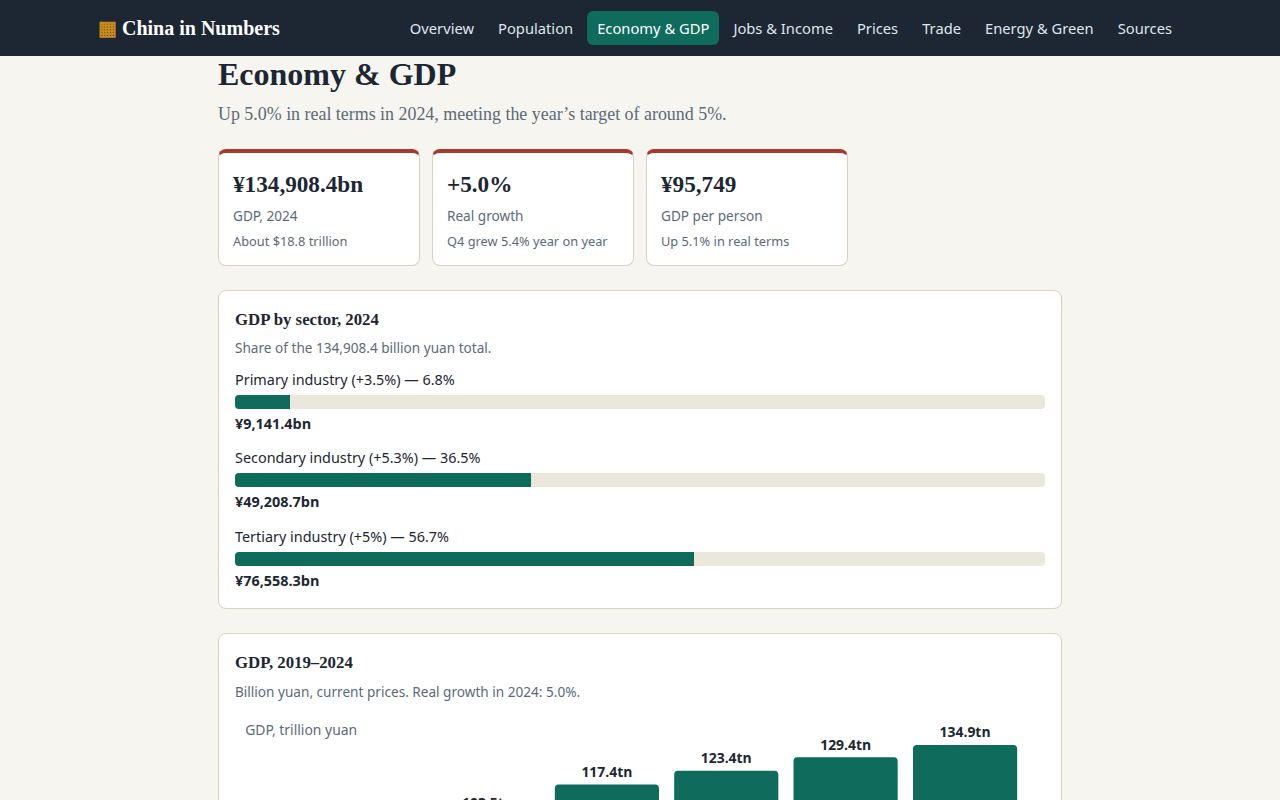 China in Numbers
Overview
Population
Economy & GDP
Jobs & Income
Prices
Trade
Energy & Green
Sources
Economy & GDP
Up 5.0% in real terms in 2024, meeting the year’s target of around 5%.
¥134,908.4bn
GDP, 2024
About $18.8 trillion
+5.0%
Real growth
Q4 grew 5.4% year on year
¥95,749
GDP per person
Up 5.1% in real terms
GDP by sector, 2024
Share of the 134,908.4 billion yuan total.
Primary industry (+3.5%) — 6.8%
¥9,141.4bn
Secondary industry (+5.3%) — 36.5%
¥49,208.7bn
Tertiary industry (+5%) — 56.7%
¥76,558.3bn
GDP, 2019–2024
Billion yuan, current prices. Real growth in 2024: 5.0%.
GDP, trillion yuan
117.4tn
123.4tn
129.4tn
134.9tn